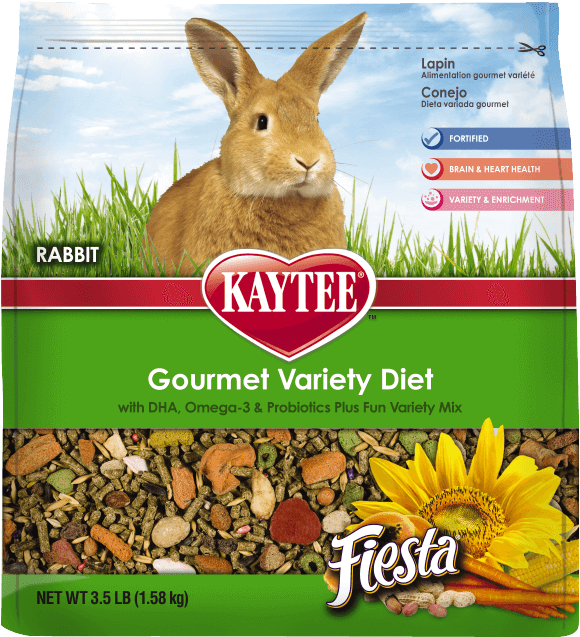 Lapin
Alimentation gourmet variété
Conejo
Dieta variada gourmet
FORTIFIED
BRAIN & HEART HEALTH
VARIETY & ENRICHMENT
RABBIT
KAYTEE®
™
Gourmet Variety Diet
with DHA, Omega-3 & Probiotics Plus Fun Variety Mix
Fiesta
NET WT 3.5 LB (1.58 kg)